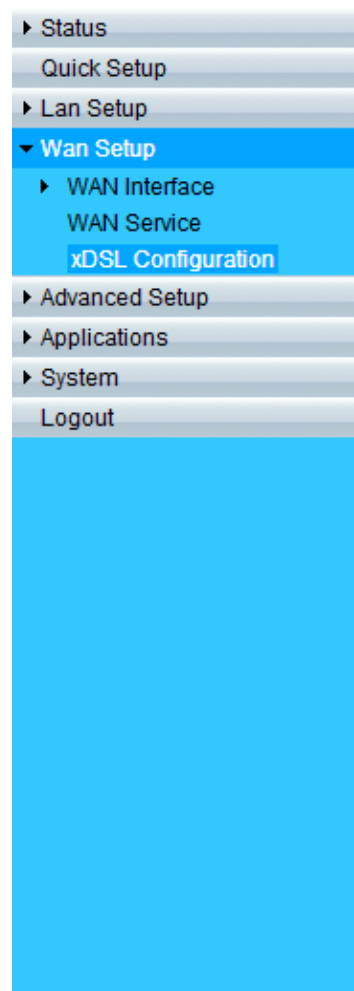 Status
Quick Setup
Lan Setup
Wan Setup
WAN Interface
WAN Service
xDSL Configuration
Advanced Setup
Applications
System
Logout